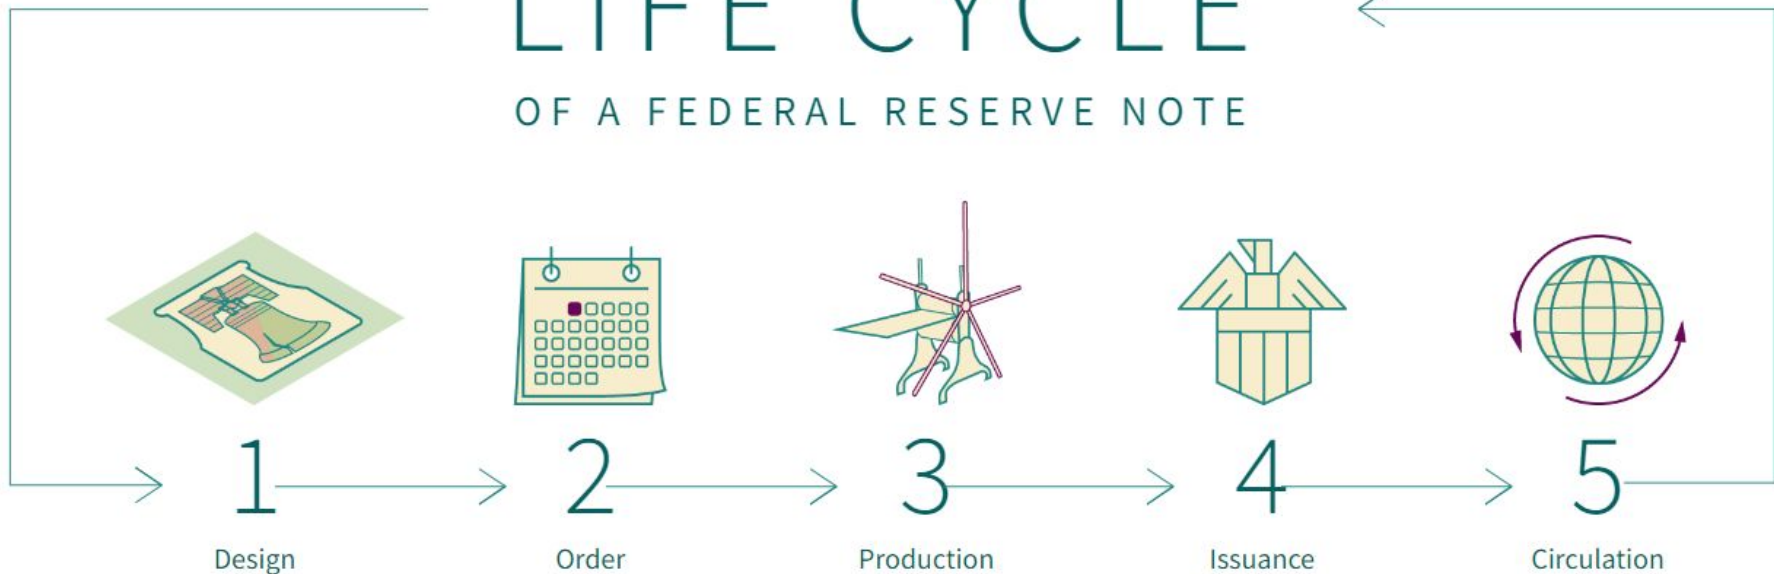 LIFE CYCLE
OF A FEDERAL RESERVE NOTE
1
2
3
4
5
Design
Order
Production
Issuance
Circulation